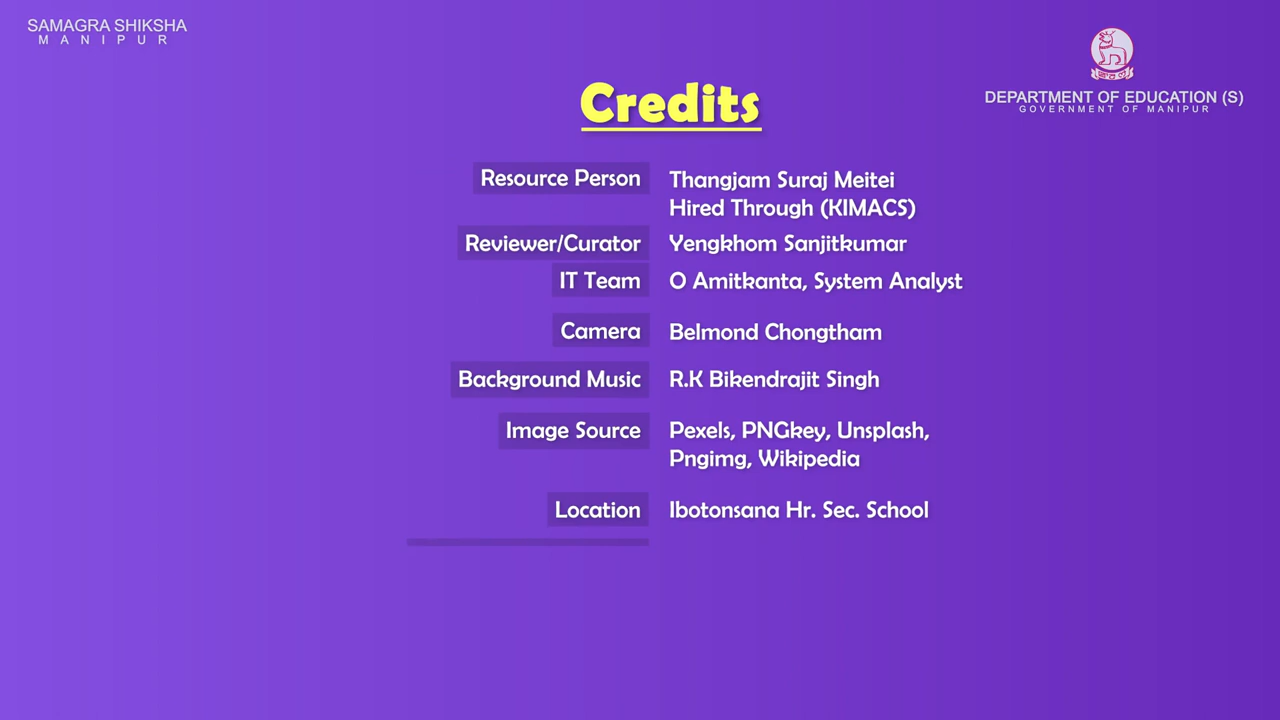 SAMAGRA SHIKSHA
MANIPUR
DEPARTMENT OF EDUCATION (S)
GOVERNMENT OF MANIPUR
Credits
Resource Person Thangjam Suraj Meitei
Hired Through (KIMACS)
Reviewer/Curator Yengkhom Sanjitkumar
IT Team O Amitkanta, System Analyst
Camera Belmond Chongtham
Background Music R.K Bikendrajit Singh
Image Source Pexels, PNGkey, Unsplash,
Pngimg, Wikipedia
Location Ibotonsana Hr. Sec. School